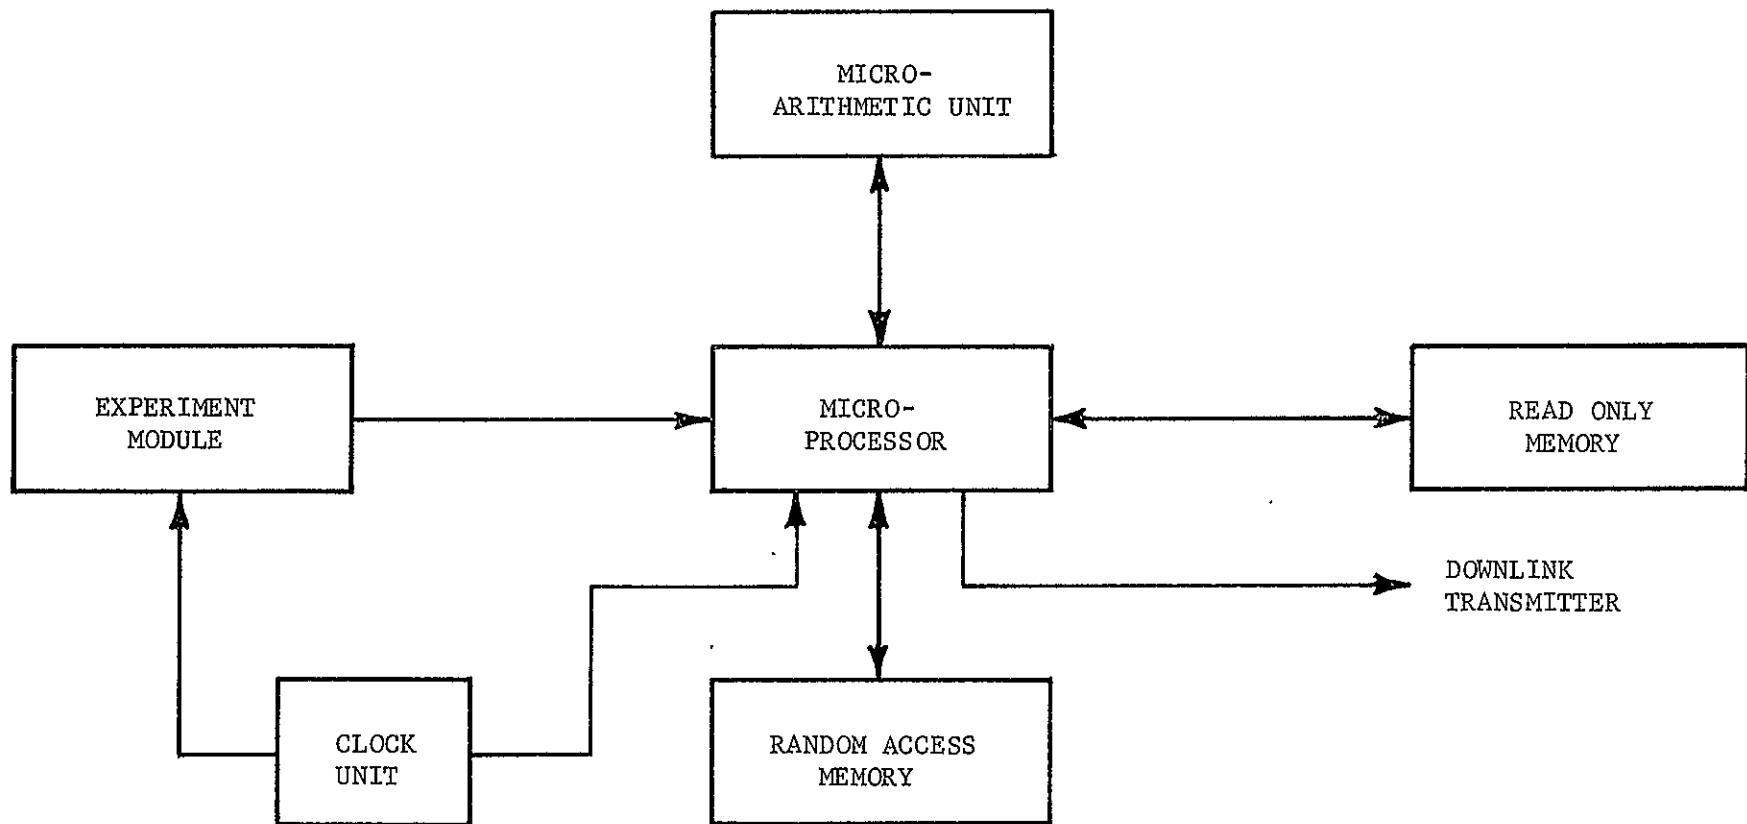 MICRO-
ARITHMETIC UNIT
EXPERIMENT
MODULE
MICRO-
PROCESSOR
READ ONLY
MEMORY
DOWNLINK
TRANSMITTER
CLOCK
UNIT
RANDOM ACCESS
MEMORY